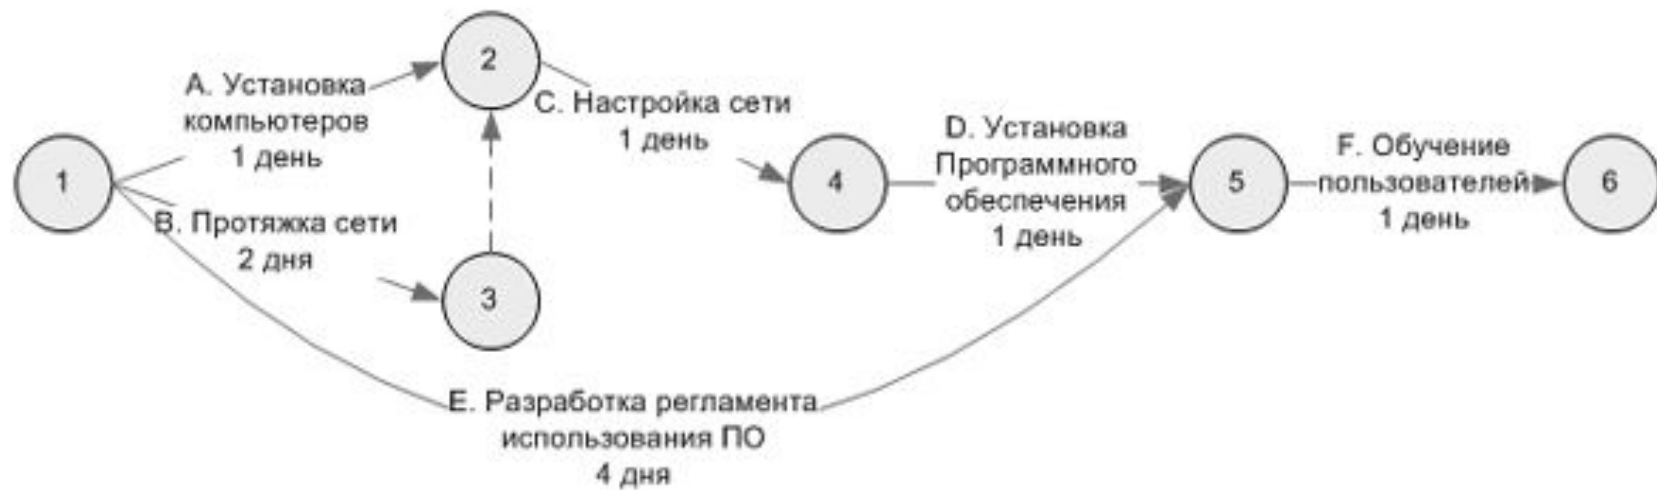 2
А. Установка
компьютеров
1 день
С. Настройка сети
1 день
1
В. Протяжка сети
2 дня
3
4
D. Установка
Программного
обеспечения
1 день
5
F. Обучение
пользователей
1 день
6
Е. Разработка регламента
использования ПО
4 дня